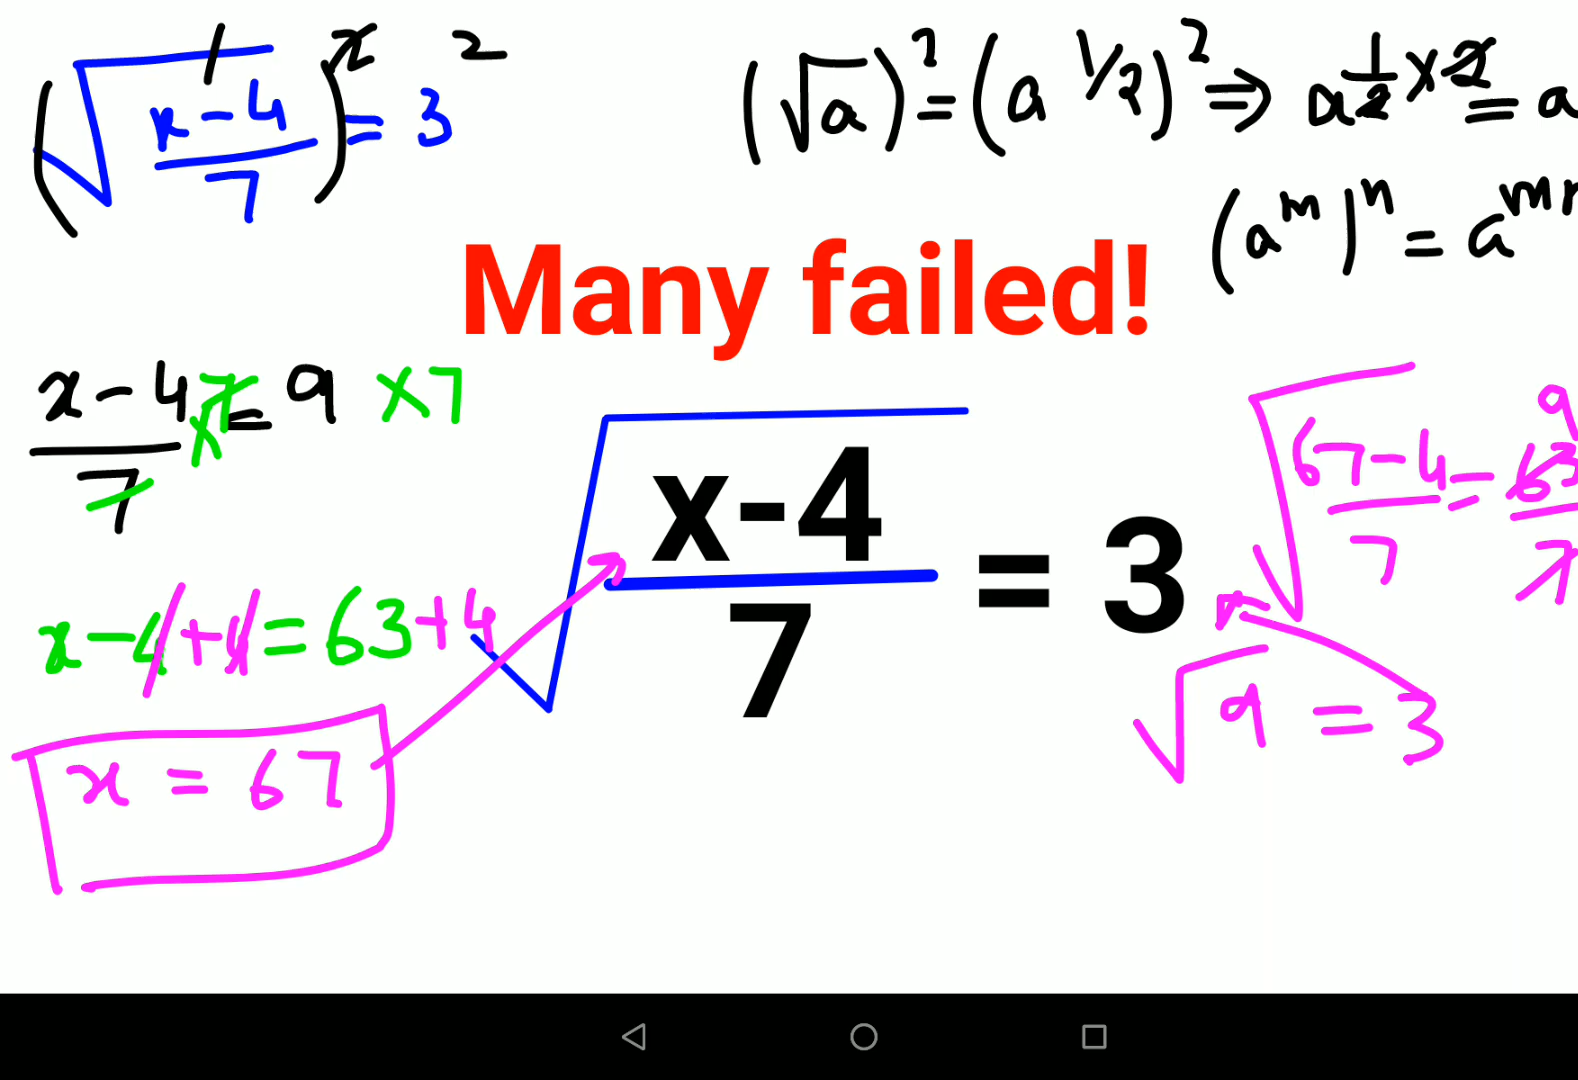 (√(x-4)/7)² = 3²
(√a)² = (a^1/2)² ⇒ a^(1/2 × 2) = a
(a^m)^n = a^m
Many failed!
(x-4)/7 ×7 = 9 ×7
√(x-4)/7 = 3
√(67-4)/7 = 63/7 9
x-4+4 = 63+4
√9 = 3
x = 67